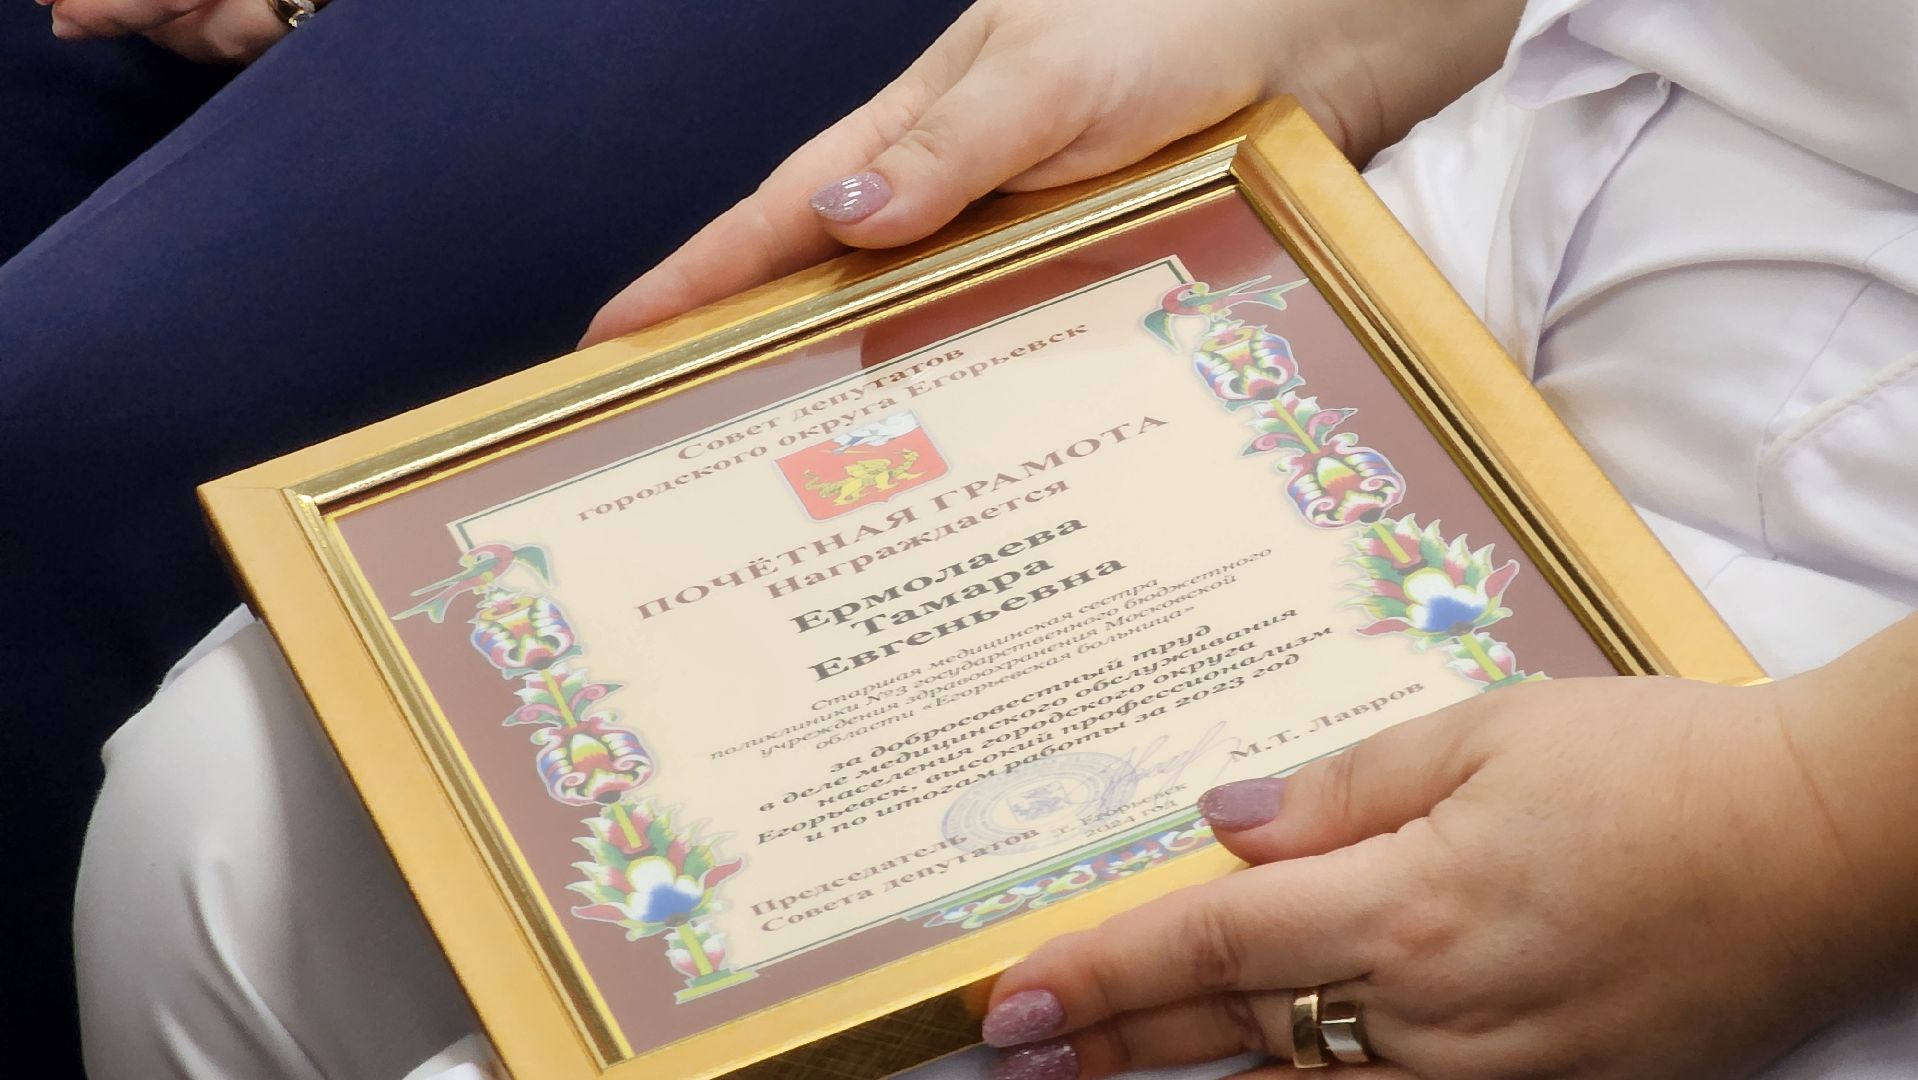 Совет депутатов
городского округа Егорьевск
ПОЧЁТНАЯ ГРАМОТА
Награждается
Ермолаева
Тамара
Евгеньевна
Старшая медицинская сестра
поликлиники №3 государственного бюджетного
учреждения здравоохранения Московской
области «Егорьевская больница»
за добросовестный труд
в деле медицинского обслуживания
населения городского округа
Егорьевск, высокий профессионализм
и по итогам работы за 2023 год
Председатель
Совета депутатов
М.Т. Лавров
г. Егорьевск
2024 год